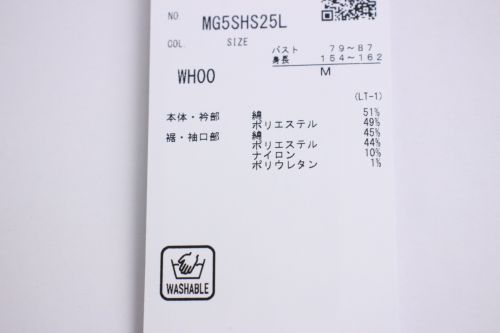 NO. MG5SHS25L
COL. SIZE
バスト 79~87
身長 154~162
WH00 M
(LT-1)
本体・衿部 綿 51%
ポリエステル 49%
裾・袖口部 綿 45%
ポリエステル 44%
ナイロン 10%
ポリウレタン 1%
WASHABLE